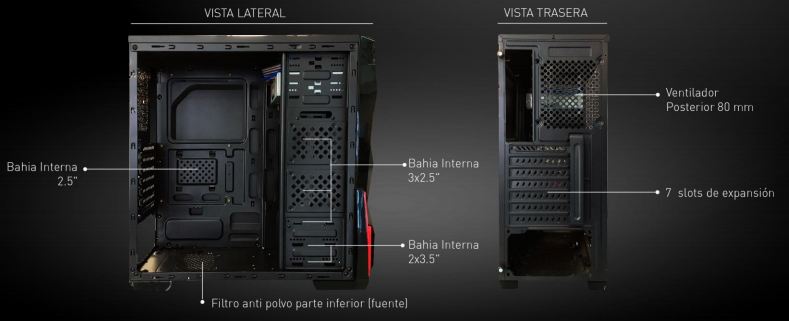 VISTA LATERAL
VISTA TRASERA
Ventilador
Posterior 80 mm
Bahia Interna
2.5"
Bahia Interna
3x2.5"
7 slots de expansión
Bahia Interna
2x3.5"
Filtro anti polvo parte inferior (fuente)